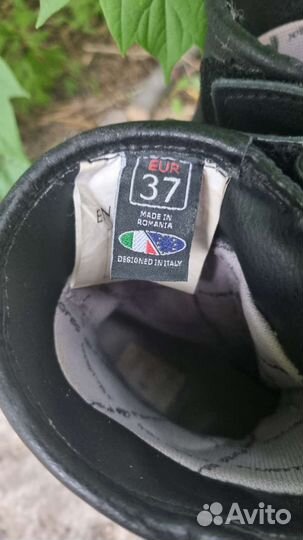 EUR
37
MADE IN
ROMANIA
DESIGNED IN ITALY
EN
Avito